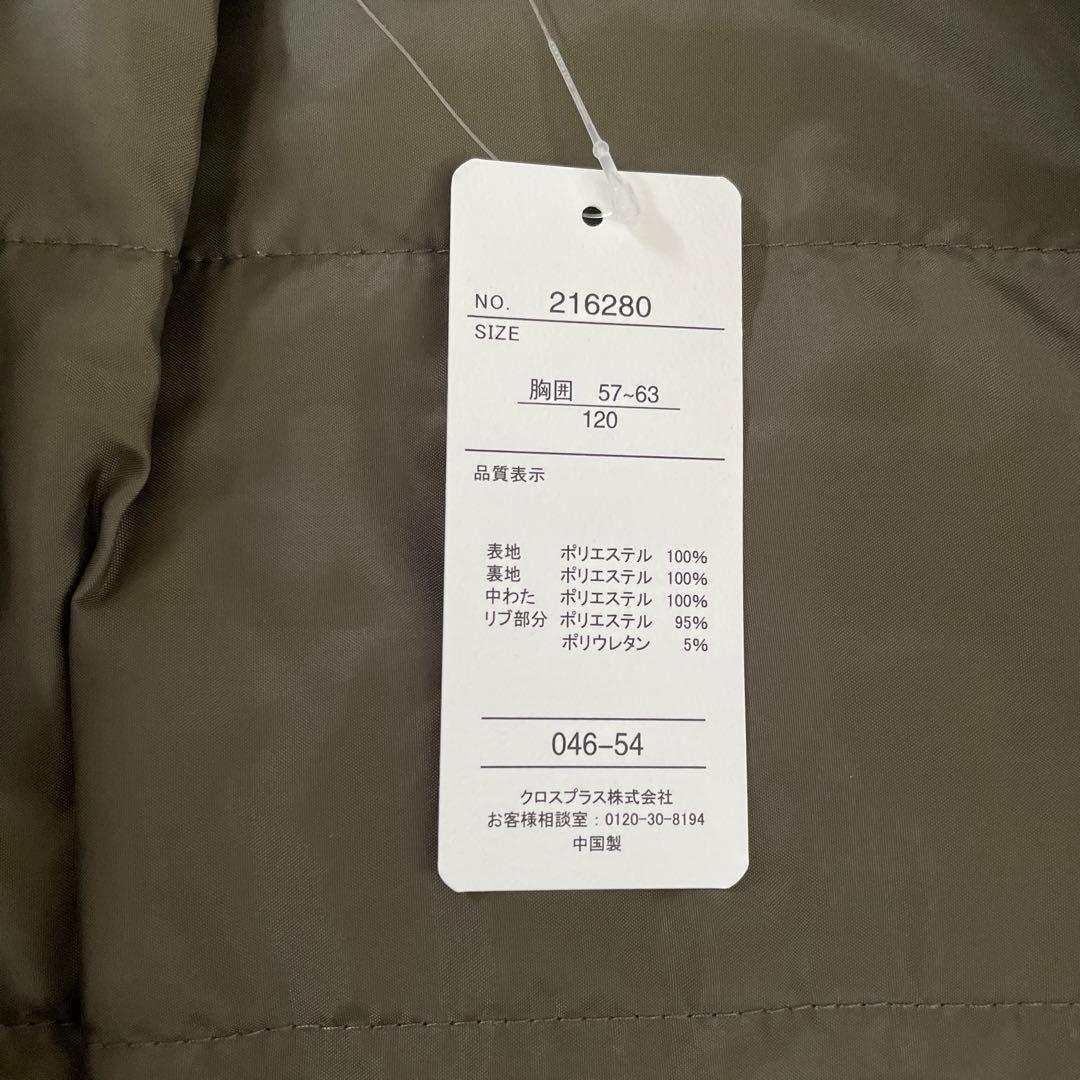 NO. 216280
SIZE
胸囲 57~63
120
品質表示
表地 ポリエステル 100%
裏地 ポリエステル 100%
中わた ポリエステル 100%
リブ部分 ポリエステル 95%
ポリウレタン 5%
046-54
クロスプラス株式会社
お客様相談室:0120-30-8194
中国製